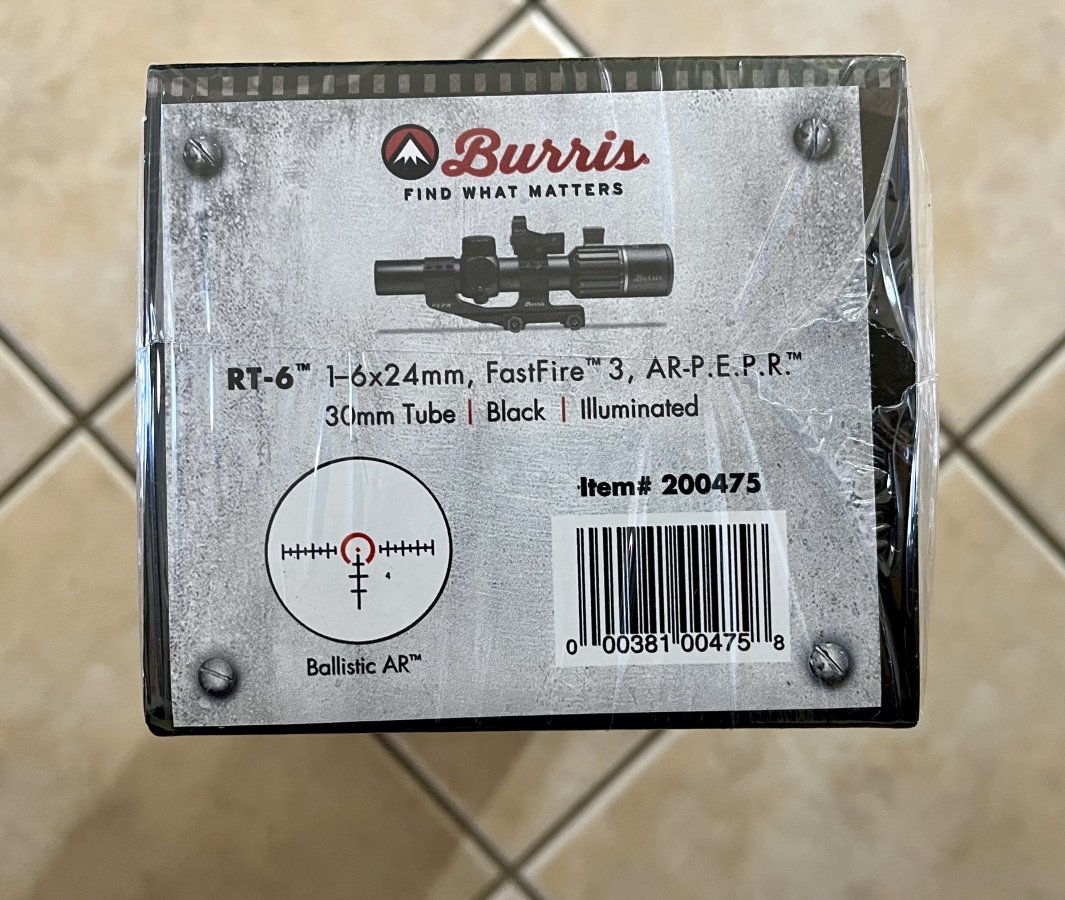 Burris
FIND WHAT MATTERS
RT-6™ 1–6x24mm, FastFire™ 3, AR-P.E.P.R.™
30mm Tube | Black | Illuminated
Item# 200475
0 00381 00475 8
Ballistic AR™